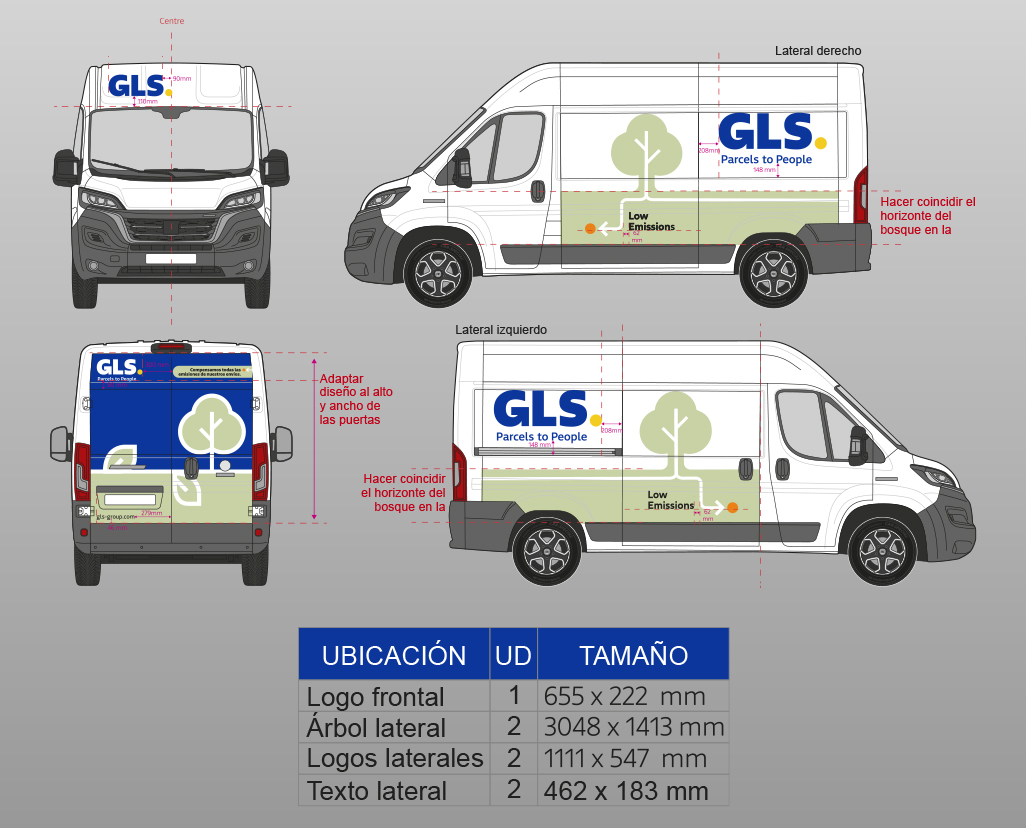 Centre
GLS.
90mm
110mm
Lateral derecho
GLS.
Parcels to People
208mm
148 mm
Low
Emissions
62
mm
Hacer coincidir el
horizonte del
bosque en la
GLS.
Parcels to People
Compensamos todas las
emisiones de nuestros envíos.
gls-group.com
279mm
Adaptar
diseño al alto
y ancho de
las puertas
Lateral izquierdo
GLS.
Parcels to People
208mm
148 mm
Hacer coincidir
el horizonte del
bosque en la
Low
Emissions
62
mm
UBICACIÓN UD TAMAÑO
Logo frontal 1 655 x 222 mm
Árbol lateral 2 3048 x 1413 mm
Logos laterales 2 1111 x 547 mm
Texto lateral 2 462 x 183 mm